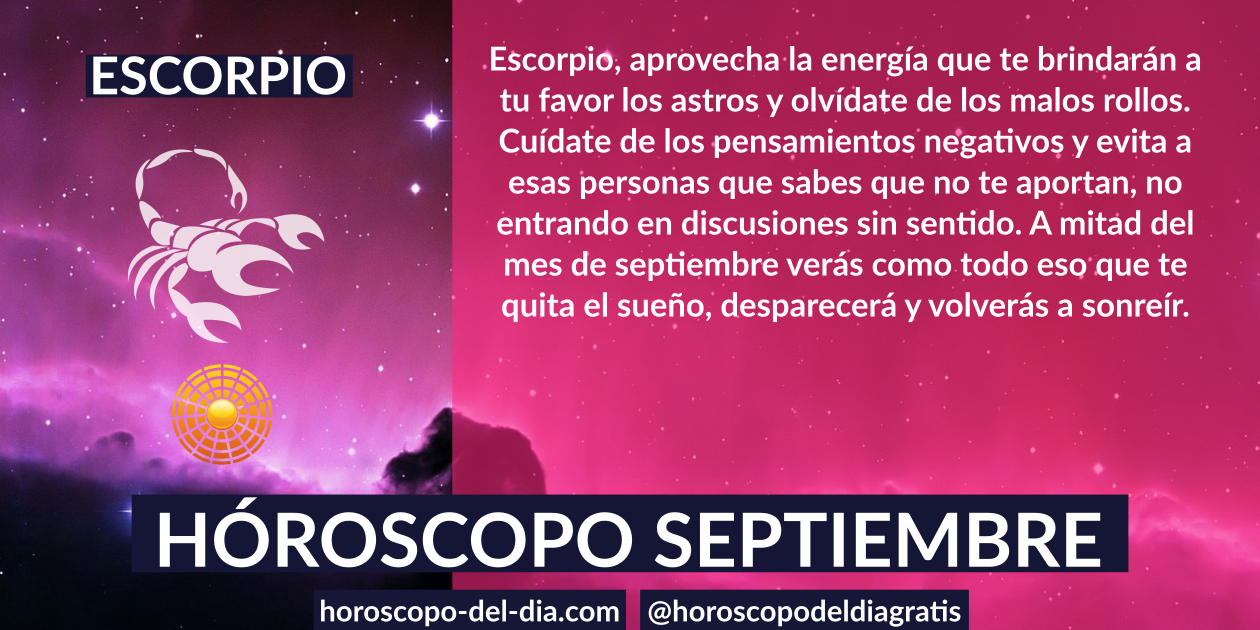 ESCORPIO
Escorpio, aprovecha la energía que te brindarán a
tu favor los astros y olvídate de los malos rollos.
Cuídate de los pensamientos negativos y evita a
esas personas que sabes que no te aportan, no
entrando en discusiones sin sentido. A mitad del
mes de septiembre verás como todo eso que te
quita el sueño, desparecerá y volverás a sonreír.
HÓROSCOPO SEPTIEMBRE
horoscopo-del-dia.com
@horoscopodeldiagratis